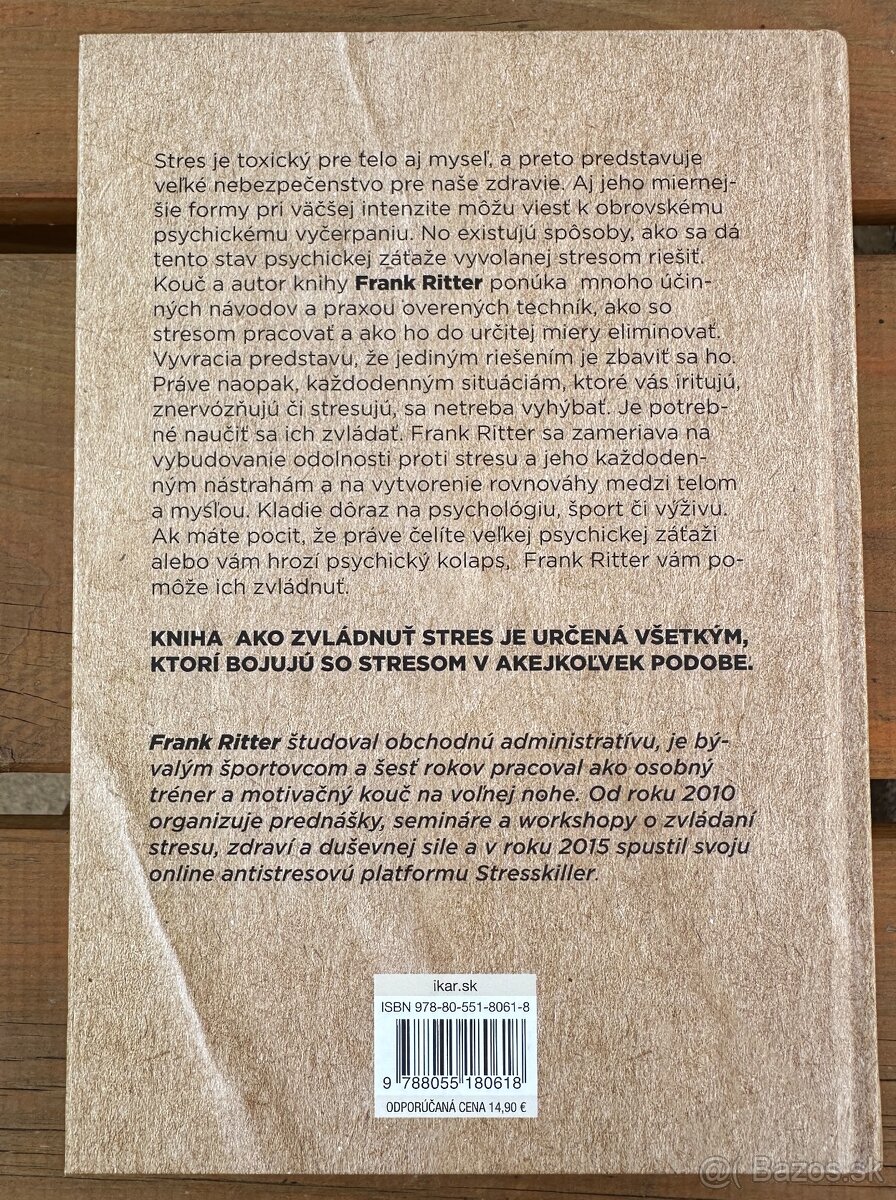 Stres je toxický pre telo aj myseľ, a preto predstavuje
veľké nebezpečenstvo pre naše zdravie. Aj jeho miernej-
šie formy pri väčšej intenzite môžu viesť k obrovskému
psychickému vyčerpaniu. No existujú spôsoby, ako sa dá
tento stav psychickej záťaže vyvolanej stresom riešiť.
Kouč a autor knihy Frank Ritter ponúka mnoho účin-
ných návodov a praxou overených techník, ako so
stresom pracovať a ako ho do určitej miery eliminovať.
Vyvracia predstavu, že jediným riešením je zbaviť sa ho.
Práve naopak, každodenným situáciám, ktoré vás iritujú,
znervózňujú či stresujú, sa netreba vyhýbať. Je potreb-
né naučiť sa ich zvládať. Frank Ritter sa zameriava na
vybudovanie odolnosti proti stresu a jeho každoden-
ným nástrahám a na vytvorenie rovnováhy medzi telom
a mysľou. Kladie dôraz na psychológiu, šport či výživu.
Ak máte pocit, že práve čelíte veľkej psychickej záťaži
alebo vám hrozí psychický kolaps, Frank Ritter vám po-
môže ich zvládnuť.
KNIHA AKO ZVLÁDNUŤ STRES JE URČENÁ VŠETKÝM,
KTORÍ BOJUJÚ SO STRESOM V AKEJKOĽVEK PODOBE.
Frank Ritter študoval obchodnú administratívu, je bý-
valým športovcom a šesť rokov pracoval ako osobný
tréner a motivačný kouč na voľnej nohe. Od roku 2010
organizuje prednášky, semináre a workshopy o zvládaní
stresu, zdraví a duševnej sile a v roku 2015 spustil svoju
online antistresovú platformu Stresskiller.
ikar.sk
ISBN 978-80-551-8061-8
9 788055 180618
ODPORÚČANÁ CENA 14,90 €
@( Bazos.sk